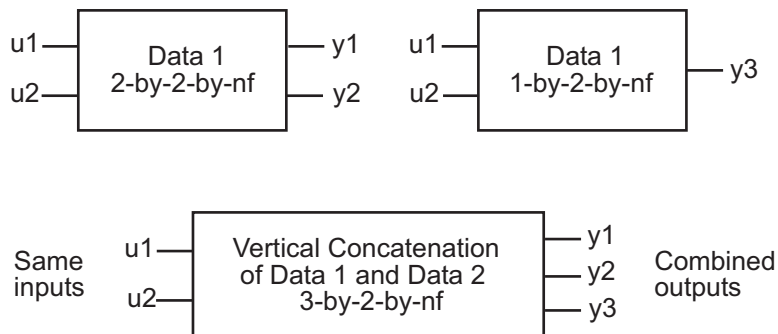 u1
u2
Data 1
2-by-2-by-nf
y1
y2
u1
u2
Data 1
1-by-2-by-nf
y3
Same
inputs
u1
u2
Vertical Concatenation
of Data 1 and Data 2
3-by-2-by-nf
y1
y2
y3
Combined
outputs